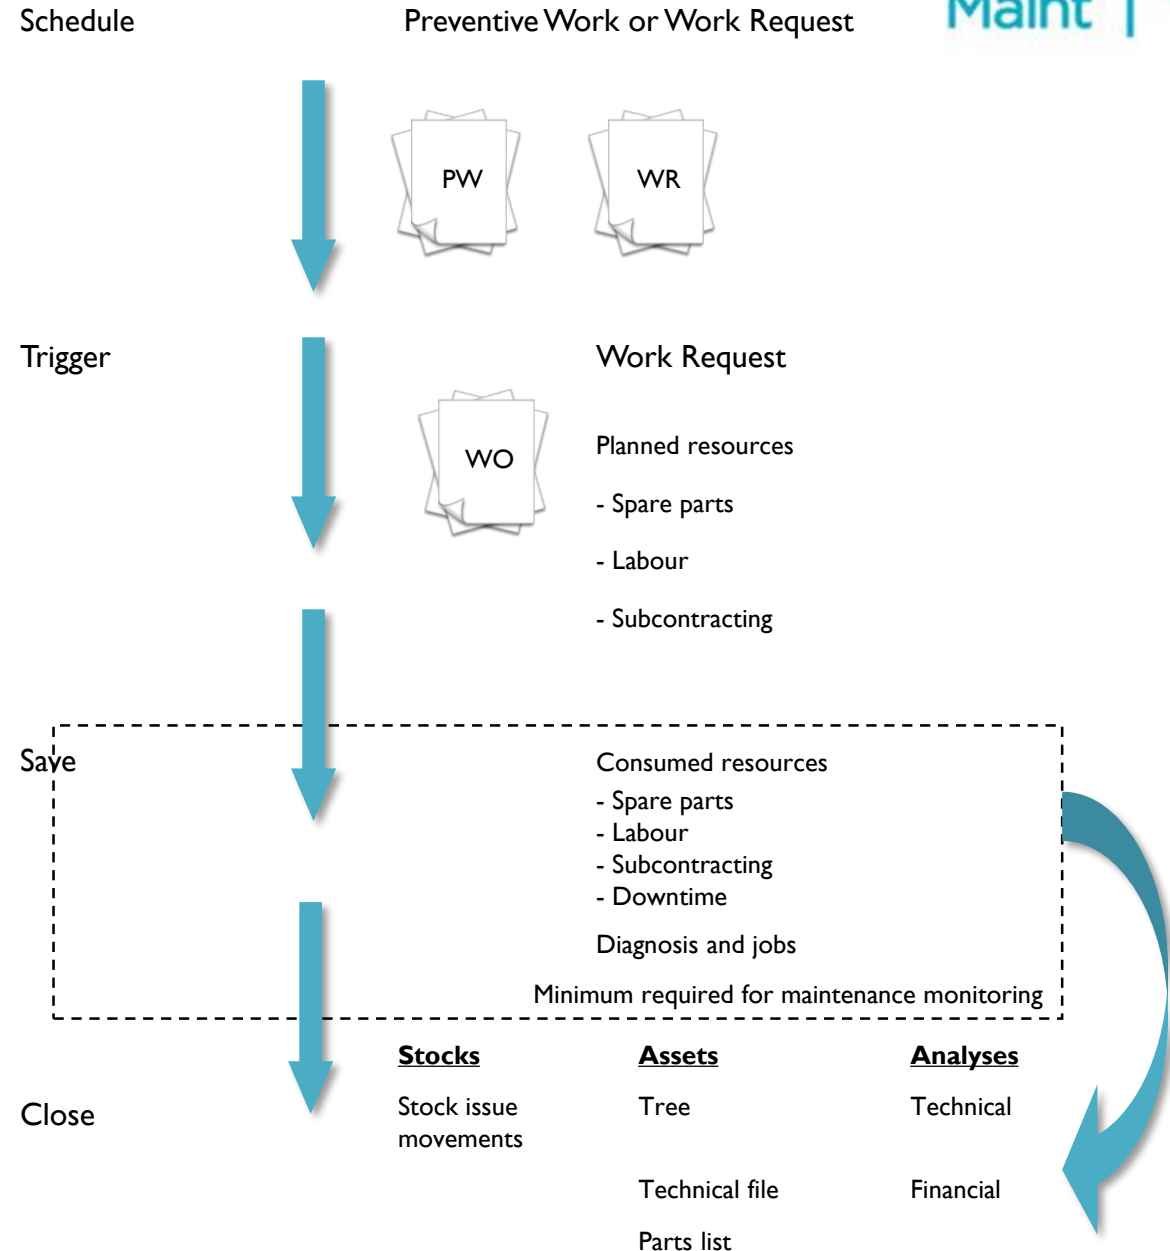 Schedule
Preventive Work or Work Request
Maint
PW
WR
Trigger
Work Request
WO
Planned resources
- Spare parts
- Labour
- Subcontracting
Save
Consumed resources
- Spare parts
- Labour
- Subcontracting
- Downtime
Diagnosis and jobs
Minimum required for maintenance monitoring
Stocks
Assets
Analyses
Close
Stock issue
movements
Tree
Technical
Technical file
Financial
Parts list